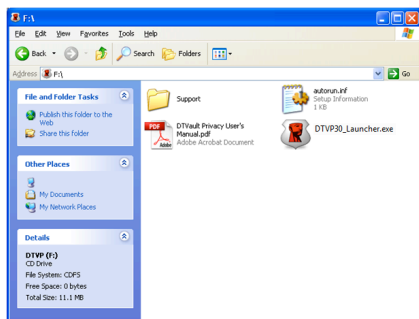 F:\
File Edit View Favorites Tools Help
Back Search Folders
Address F:\ Go
File and Folder Tasks
Publish this folder to the
Web
Share this folder
Other Places
My Documents
My Network Places
Details
DTVP (F:)
CD Drive
File System: CDFS
Free Space: 0 bytes
Total Size: 11.1 MB
Support
autorun.inf
Setup Information
1 KB
PDF
Adobe
DTVault Privacy User's
Manual.pdf
Adobe Acrobat Document
DTVP30_Launcher.exe